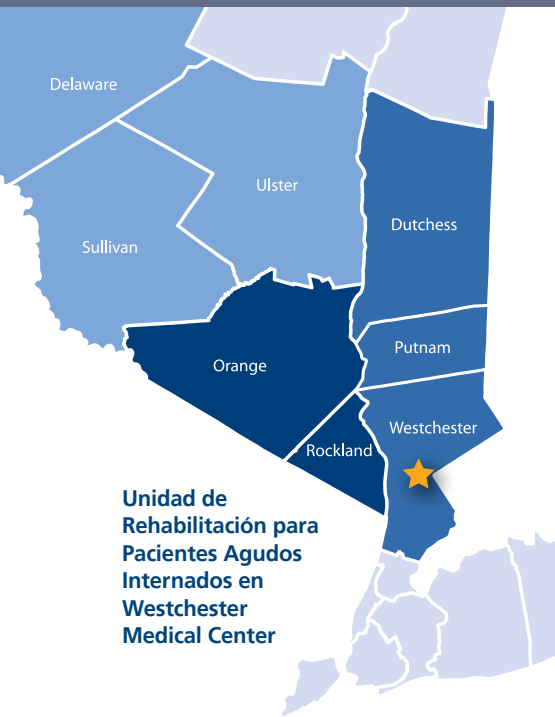 Delaware
Ulster
Dutchess
Sullivan
Putnam
Orange
Westchester
Rockland
Unidad de
Rehabilitación para
Pacientes Agudos
Internados en
Westchester
Medical Center